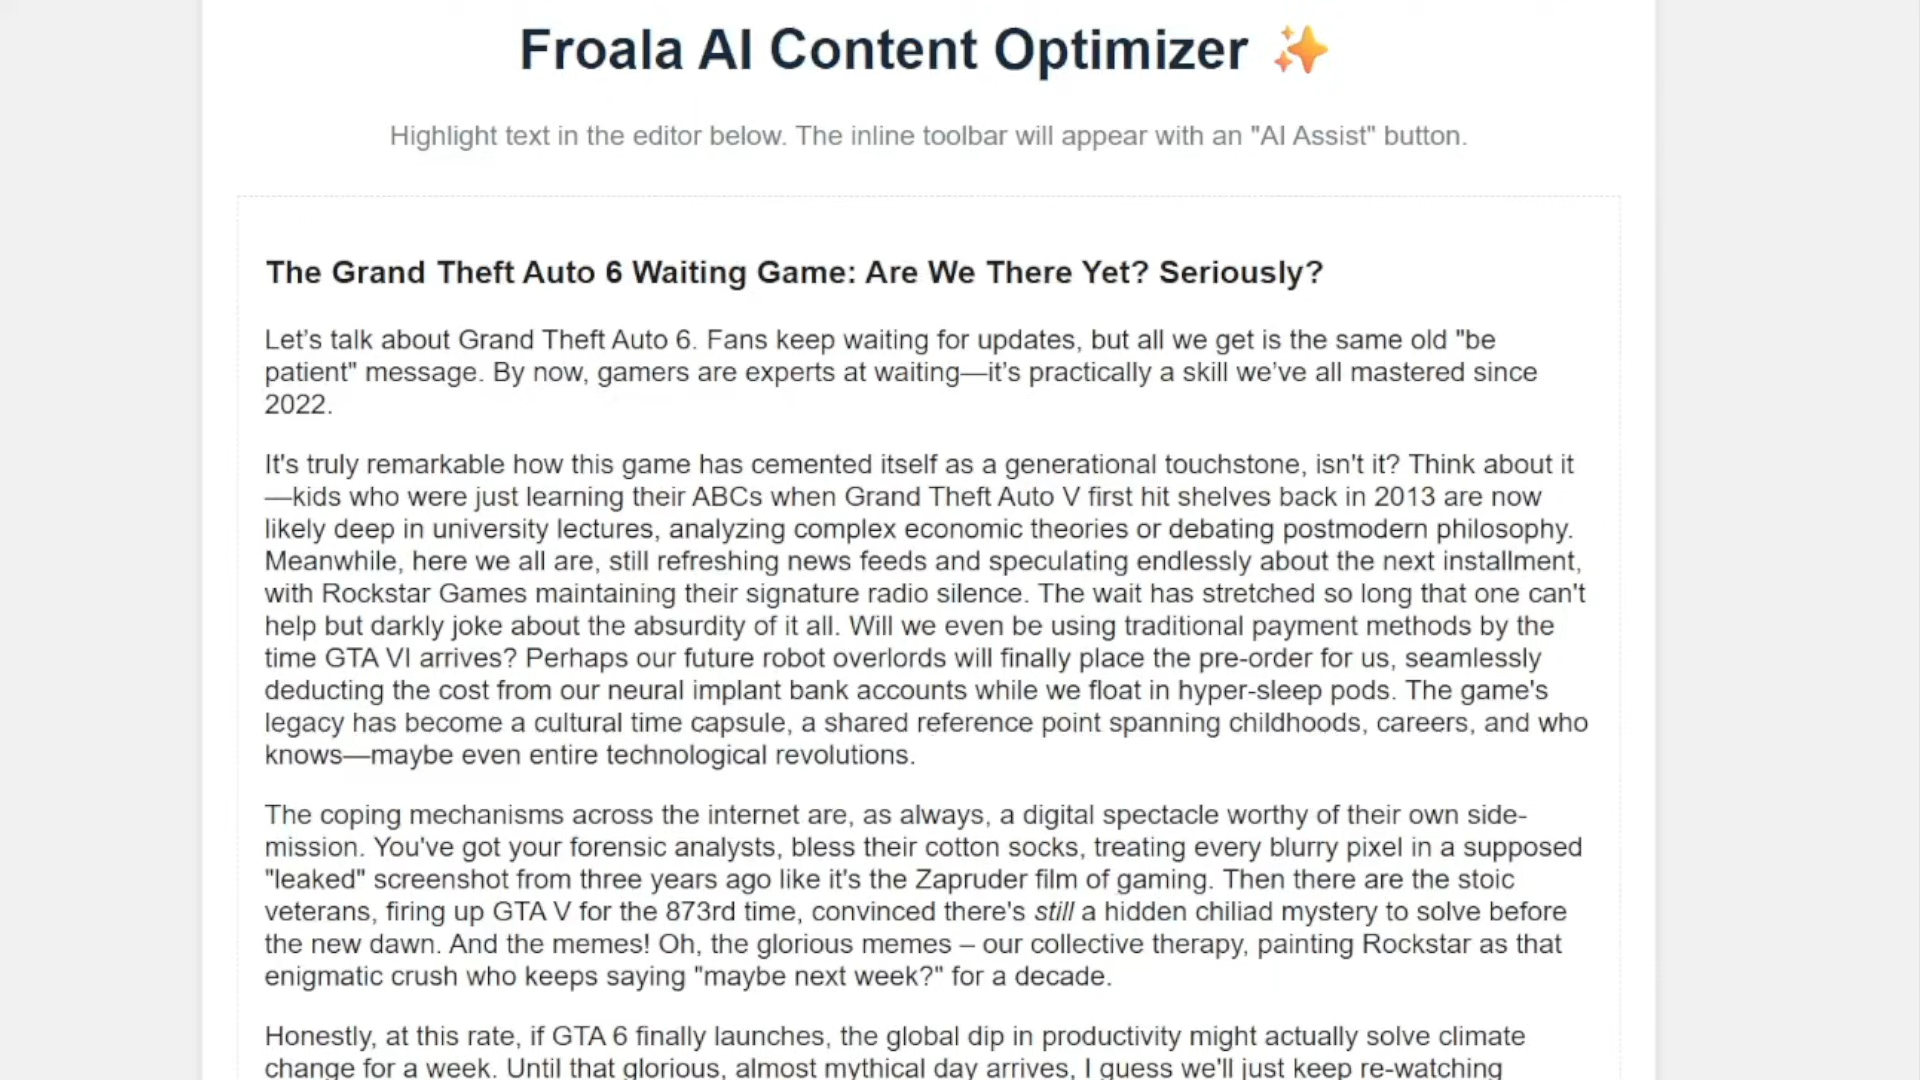 Froala AI Content Optimizer ✨
Highlight text in the editor below. The inline toolbar will appear with an "AI Assist" button.
The Grand Theft Auto 6 Waiting Game: Are We There Yet? Seriously?
Let’s talk about Grand Theft Auto 6. Fans keep waiting for updates, but all we get is the same old "be
patient" message. By now, gamers are experts at waiting—it’s practically a skill we’ve all mastered since
2022.
It's truly remarkable how this game has cemented itself as a generational touchstone, isn't it? Think about it
—kids who were just learning their ABCs when Grand Theft Auto V first hit shelves back in 2013 are now
likely deep in university lectures, analyzing complex economic theories or debating postmodern philosophy.
Meanwhile, here we all are, still refreshing news feeds and speculating endlessly about the next installment,
with Rockstar Games maintaining their signature radio silence. The wait has stretched so long that one can't
help but darkly joke about the absurdity of it all. Will we even be using traditional payment methods by the
time GTA VI arrives? Perhaps our future robot overlords will finally place the pre-order for us, seamlessly
deducting the cost from our neural implant bank accounts while we float in hyper-sleep pods. The game's
legacy has become a cultural time capsule, a shared reference point spanning childhoods, careers, and who
knows—maybe even entire technological revolutions.
The coping mechanisms across the internet are, as always, a digital spectacle worthy of their own side-
mission. You've got your forensic analysts, bless their cotton socks, treating every blurry pixel in a supposed
"leaked" screenshot from three years ago like it's the Zapruder film of gaming. Then there are the stoic
veterans, firing up GTA V for the 873rd time, convinced there's still a hidden chiliad mystery to solve before
the new dawn. And the memes! Oh, the glorious memes – our collective therapy, painting Rockstar as that
enigmatic crush who keeps saying "maybe next week?" for a decade.
Honestly, at this rate, if GTA 6 finally launches, the global dip in productivity might actually solve climate
change for a week. Until that glorious, almost mythical day arrives, I guess we'll just keep re-watching